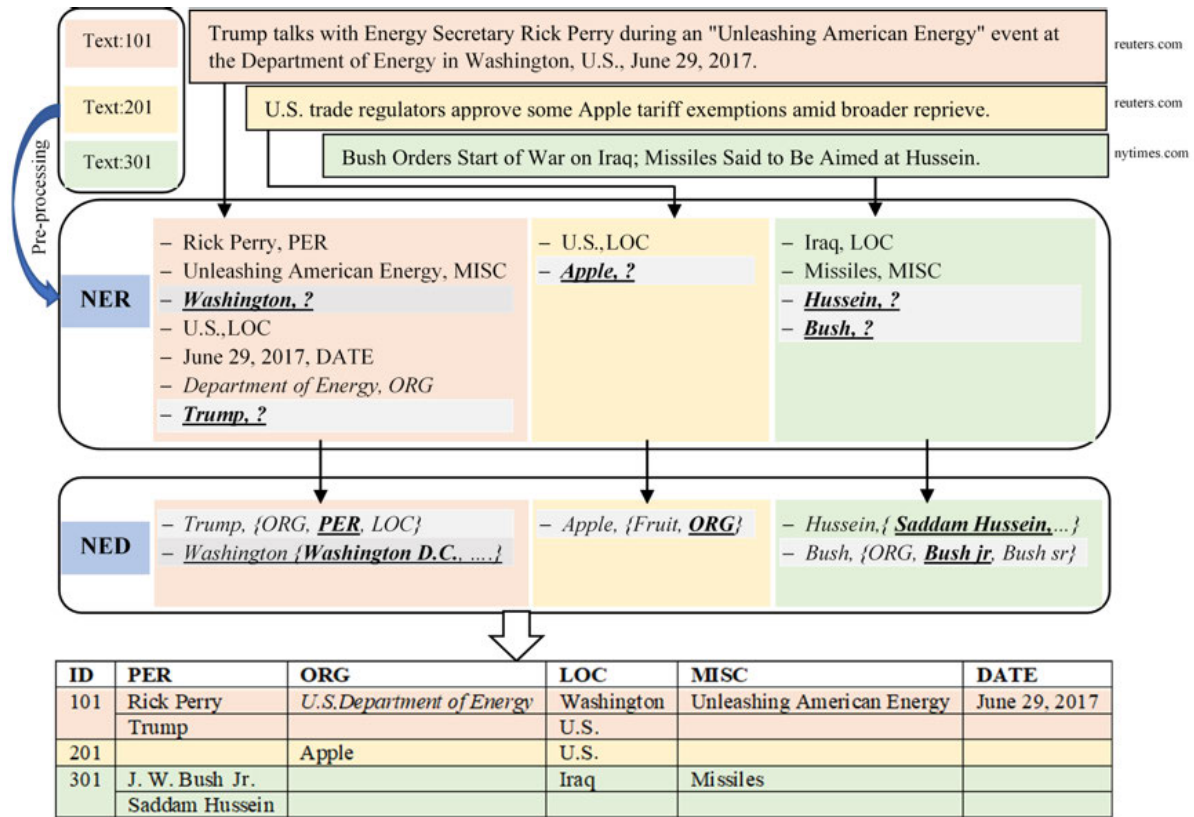 Text:101
Trump talks with Energy Secretary Rick Perry during an "Unleashing American Energy" event at
the Department of Energy in Washington, U.S., June 29, 2017.
reuters.com
Text:201
U.S. trade regulators approve some Apple tariff exemptions amid broader reprieve.
reuters.com
Text:301
Bush Orders Start of War on Iraq; Missiles Said to Be Aimed at Hussein.
nytimes.com
Pre-processing
NER
– Rick Perry, PER
– Unleashing American Energy, MISC
– Washington, ?
– U.S.,LOC
– June 29, 2017, DATE
– Department of Energy, ORG
– Trump, ?
– U.S.,LOC
– Apple, ?
– Iraq, LOC
– Missiles, MISC
– Hussein, ?
– Bush, ?
NED
– Trump, {ORG, PER, LOC}
– Washington {Washington D.C., ....}
– Apple, {Fruit, ORG}
– Hussein,{ Saddam Hussein,...}
– Bush, {ORG, Bush jr, Bush sr}
ID PER ORG LOC MISC DATE
101 Rick Perry U.S.Department of Energy Washington Unleashing American Energy June 29, 2017
Trump U.S.
201 Apple U.S.
301 J. W. Bush Jr. Iraq Missiles
Saddam Hussein